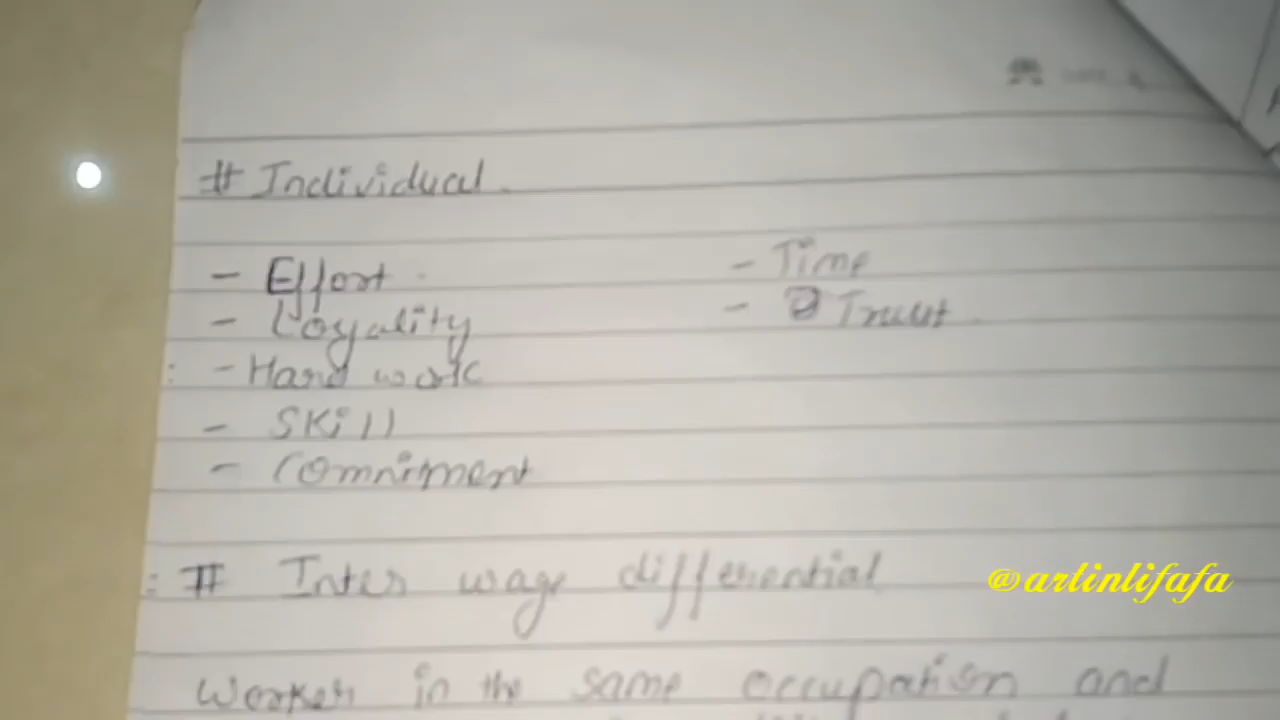 # Individual.
- Effort.
- Loyality
- Hard work
- Skill
- Commitment
- Time
- Trust.
# Inter wage differential
@artinlifafa
Worker in the same occupation and